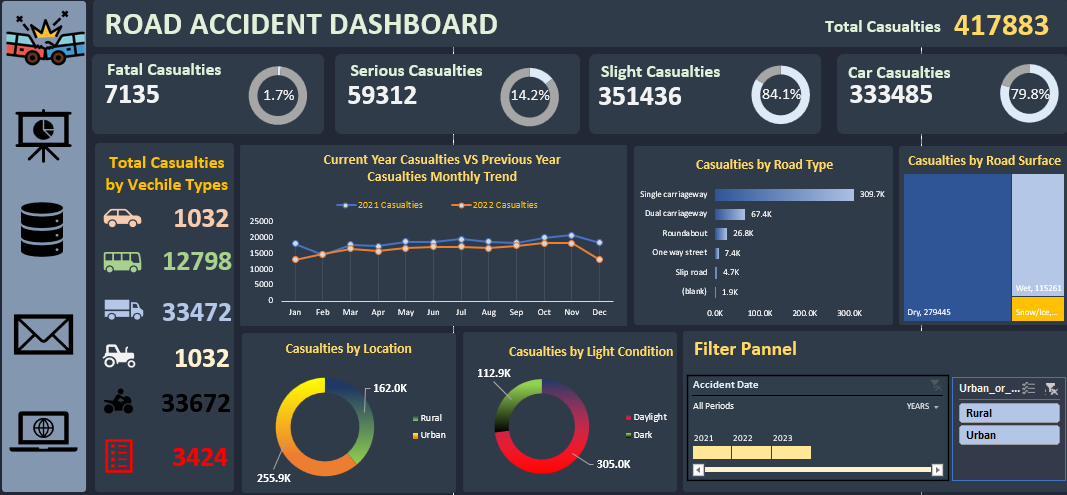 ROAD ACCIDENT DASHBOARD
Total Casualties 417883
Fatal Casualties
7135
1.7%
Serious Casualties
59312
14.2%
Slight Casualties
351436
84.1%
Car Casualties
333485
79.8%
Total Casualties
by Vechile Types
1032
12798
33472
1032
33672
3424
Current Year Casualties VS Previous Year
Casualties Monthly Trend
2021 Casualties 2022 Casualties
25000
20000
15000
10000
5000
0
Jan Feb Mar Apr May Jun Jul Aug Sep Oct Nov Dec
Casualties by Road Type
Single carriageway 309.7K
Dual carriageway 67.4K
Roundabout 26.8K
One way street 7.4K
Slip road 4.7K
(blank) 1.9K
0.0K 100.0K 200.0K 300.0K
Casualties by Road Surface
Wet, 115261
Dry, 279445
Snow/Ice,...
Casualties by Location
162.0K
Rural
Urban
255.9K
Casualties by Light Condition
112.9K
Daylight
Dark
305.0K
Filter Pannel
Accident Date
All Periods YEARS
2021 2022 2023
Urban_or_...
Rural
Urban